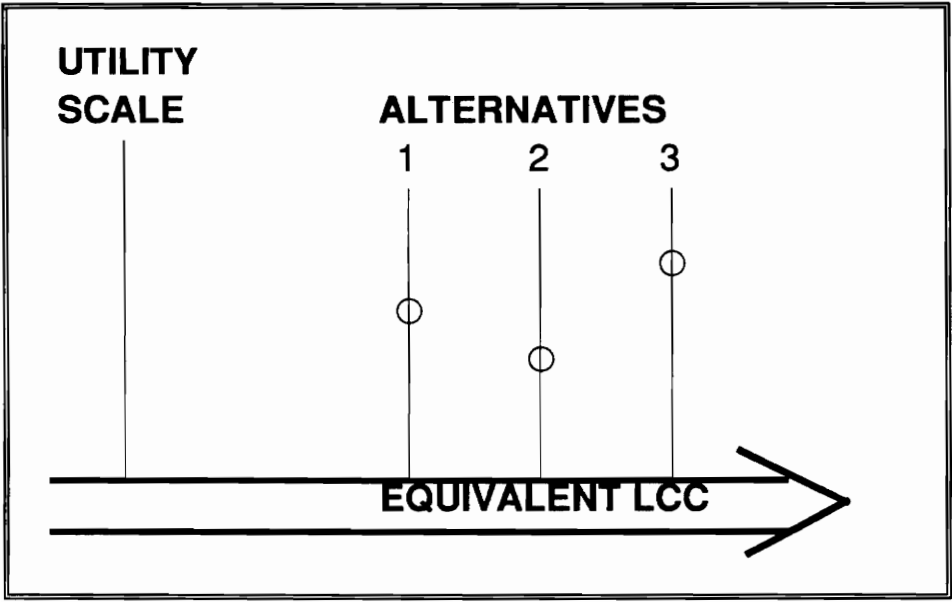 UTILITY
SCALE
ALTERNATIVES
1 2 3
EQUIVALENT LCC